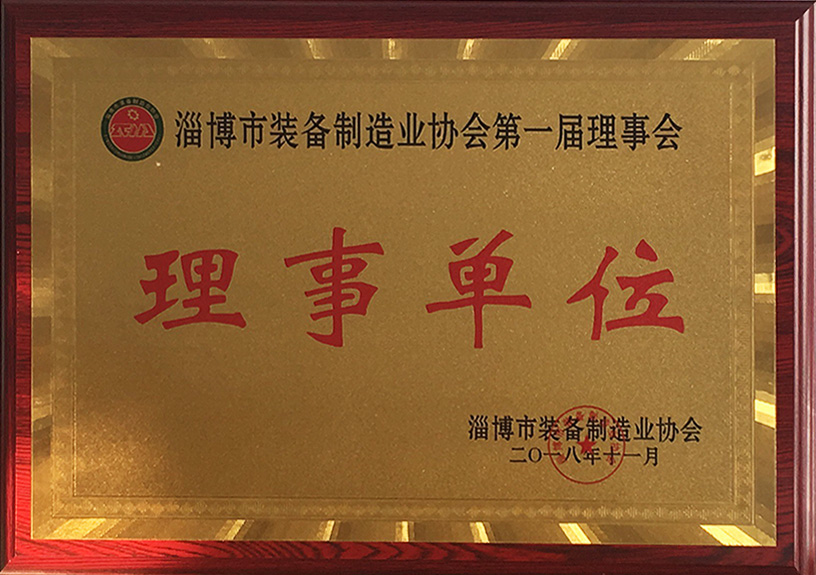 淄博市装备制造业协会第一届理事会
理事单位
淄博市装备制造业协会
二〇一八年十一月